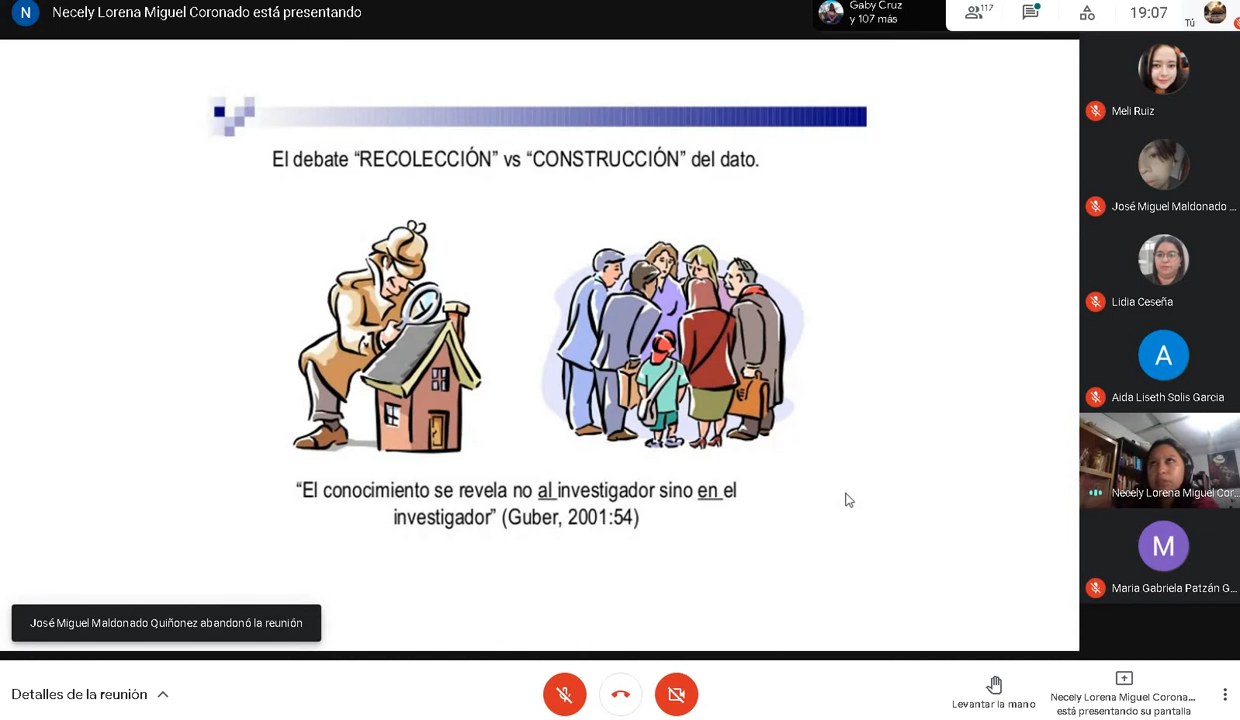 N
Necely Lorena Miguel Coronado está presentando
Gaby Cruz
y 107 más
117
19:07
Tú
El debate “RECOLECCIÓN” vs “CONSTRUCCIÓN” del dato.
“El conocimiento se revela no al investigador sino en el
investigador” (Guber, 2001:54)
Meli Ruiz
José Miguel Maldonado ...
Lidia Ceseña
A
Aida Liseth Solis Garcia
Necely Lorena Miguel Cor...
M
Maria Gabriela Patzán G...
José Miguel Maldonado Quiñonez abandonó la reunión
Detalles de la reunión
Levantar la mano
Necely Lorena Miguel Corona...
está presentando su pantalla